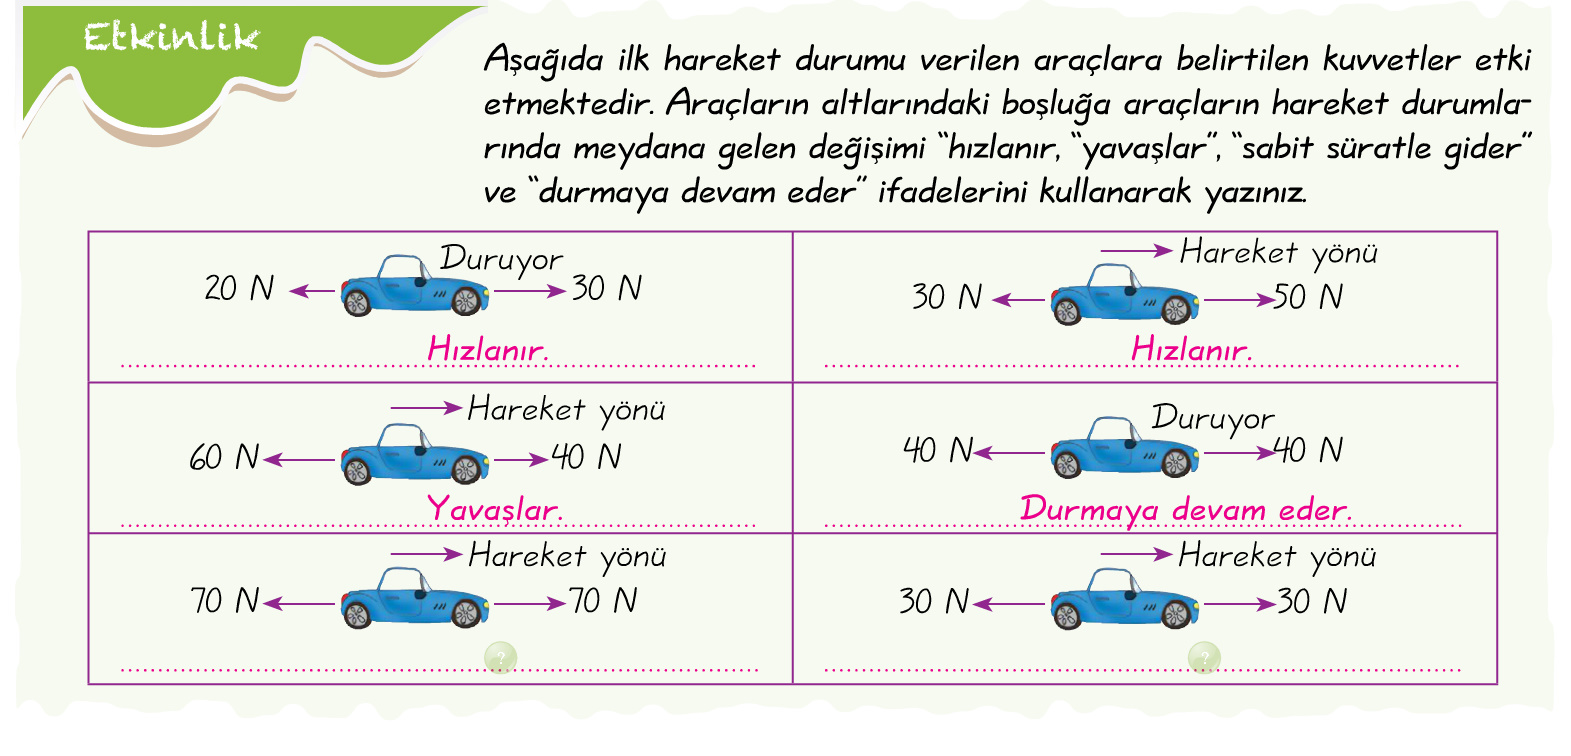 Etkinlik
Aşağıda ilk hareket durumu verilen araçlara belirtilen kuvvetler etki
etmektedir. Araçların altlarındaki boşluğa araçların hareket durumla-
rında meydana gelen değişimi “hızlanır, “yavaşlar”, “sabit süratle gider”
ve “durmaya devam eder” ifadelerini kullanarak yazınız.
Duruyor
20 N 30 N
Hızlanır.
Hareket yönü
30 N 50 N
Hızlanır.
Hareket yönü
60 N 40 N
Yavaşlar.
Duruyor
40 N 40 N
Durmaya devam eder.
Hareket yönü
70 N 70 N
?
Hareket yönü
30 N 30 N
?